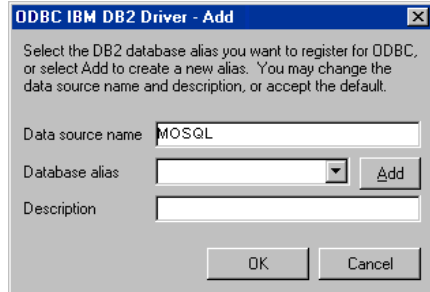 ODBC IBM DB2 Driver - Add
Select the DB2 database alias you want to register for ODBC,
or select Add to create a new alias. You may change the
data source name and description, or accept the default.
Data source name MOSQL
Database alias Add
Description
OK Cancel